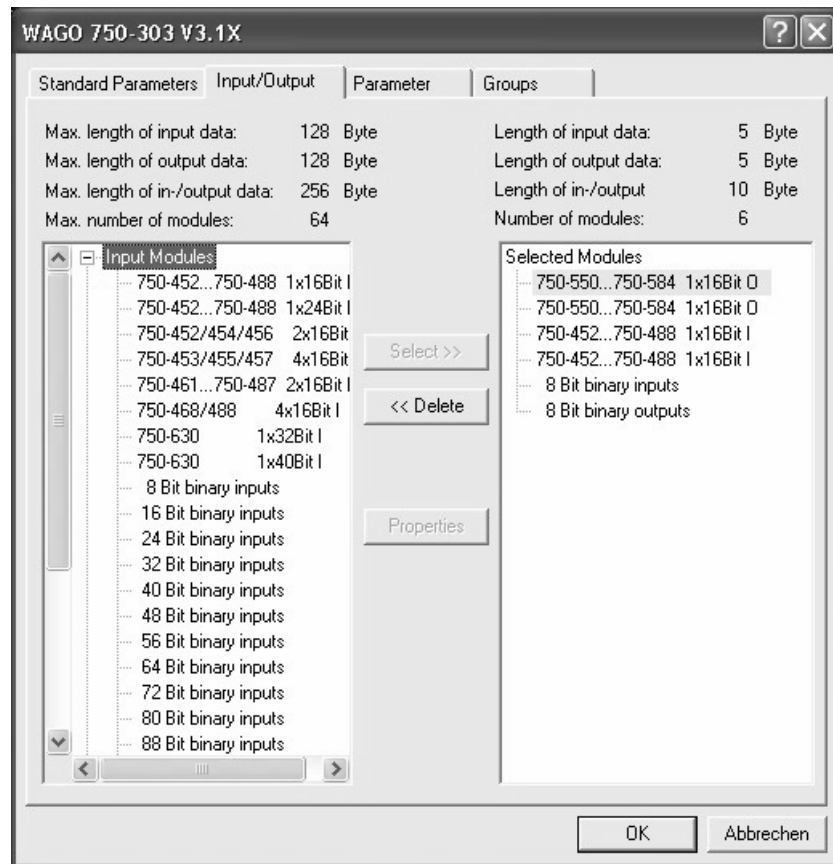 WAGO 750-303 V3.1X
Standard Parameters Input/Output Parameter Groups
Max. length of input data: 128 Byte
Max. length of output data: 128 Byte
Max. length of in-/output data: 256 Byte
Max. number of modules: 64
Length of input data: 5 Byte
Length of output data: 5 Byte
Length of in-/output 10 Byte
Number of modules: 6
Input Modules
750-452...750-488 1x16Bit I
750-452...750-488 1x24Bit I
750-452/454/456 2x16Bit
750-453/455/457 4x16Bit
750-461...750-487 2x16Bit I
750-468/488 4x16Bit I
750-630 1x32Bit I
750-630 1x40Bit I
8 Bit binary inputs
16 Bit binary inputs
24 Bit binary inputs
32 Bit binary inputs
40 Bit binary inputs
48 Bit binary inputs
56 Bit binary inputs
64 Bit binary inputs
72 Bit binary inputs
80 Bit binary inputs
88 Bit binary inputs
Select >>
<< Delete
Properties
Selected Modules
750-550...750-584 1x16Bit O
750-550...750-584 1x16Bit O
750-452...750-488 1x16Bit I
750-452...750-488 1x16Bit I
8 Bit binary inputs
8 Bit binary outputs
OK Abbrechen